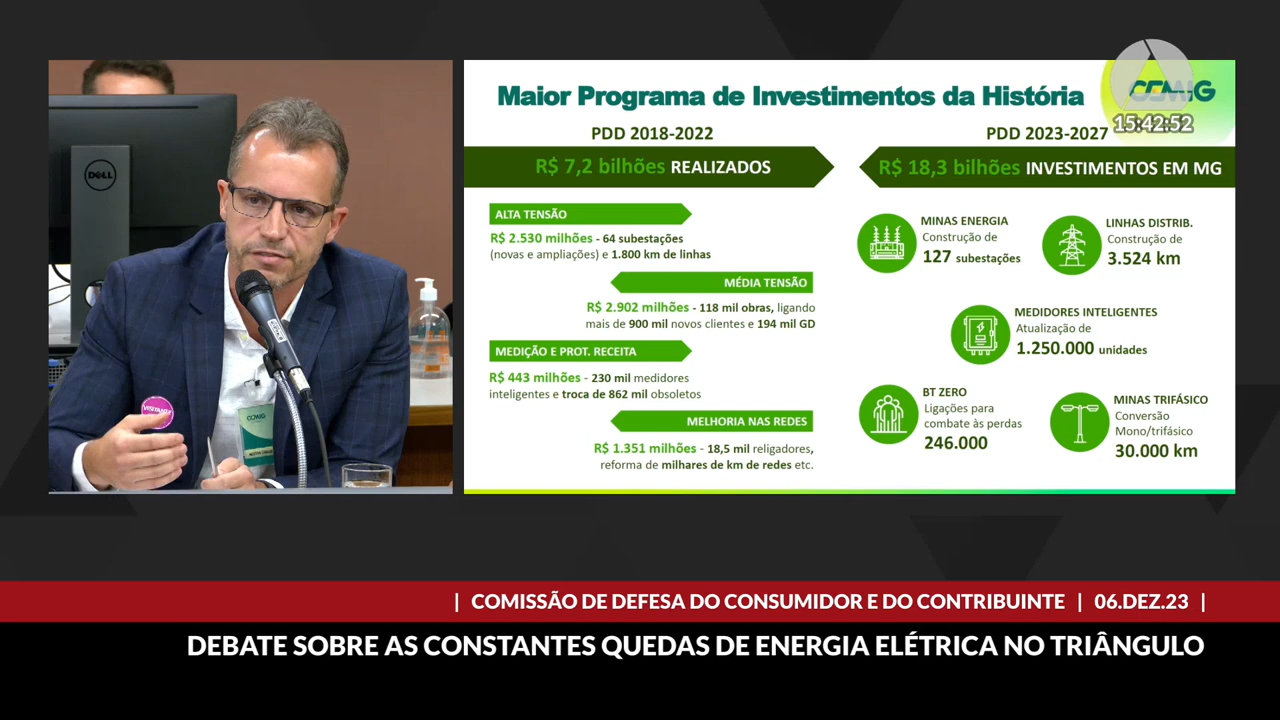 DELL
VISITANTE
CEMIG
Maior Programa de Investimentos da História
CEMIG
15:42:52
PDD 2018-2022
R$ 7,2 bilhões REALIZADOS
ALTA TENSÃO
R$ 2.530 milhões - 64 subestações
(novas e ampliações) e 1.800 km de linhas
MÉDIA TENSÃO
R$ 2.902 milhões - 118 mil obras, ligando
mais de 900 mil novos clientes e 194 mil GD
MEDIÇÃO E PROT. RECEITA
R$ 443 milhões - 230 mil medidores
inteligentes e troca de 862 mil obsoletos
MELHORIA NAS REDES
R$ 1.351 milhões - 18,5 mil religadores,
reforma de milhares de km de redes etc.
PDD 2023-2027
R$ 18,3 bilhões INVESTIMENTOS EM MG
MINAS ENERGIA
Construção de
127 subestações
LINHAS DISTRIB.
Construção de
3.524 km
MEDIDORES INTELIGENTES
Atualização de
1.250.000 unidades
BT ZERO
Ligações para
combate às perdas
246.000
MINAS TRIFÁSICO
Conversão
Mono/trifásico
30.000 km
| COMISSÃO DE DEFESA DO CONSUMIDOR E DO CONTRIBUINTE | 06.DEZ.23 |
DEBATE SOBRE AS CONSTANTES QUEDAS DE ENERGIA ELÉTRICA NO TRIÂNGULO